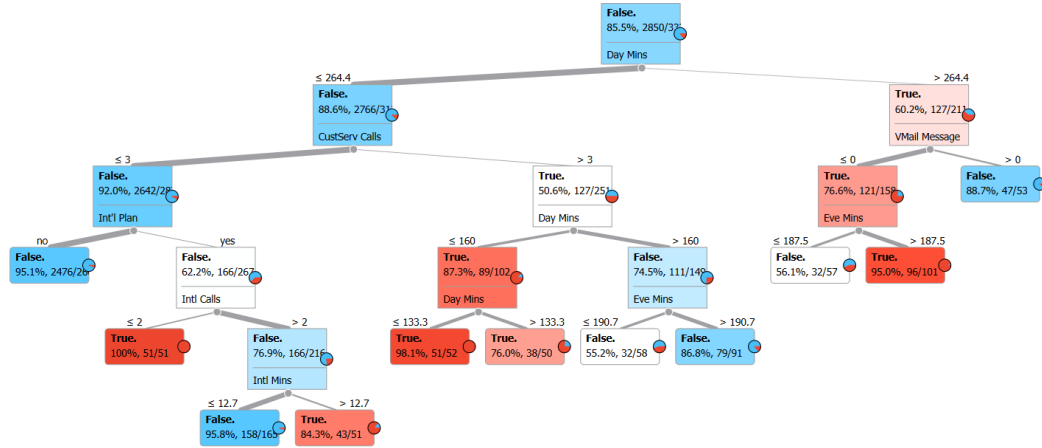 False.
85.5%, 2850/33
Day Mins
≤ 264.4
> 264.4
False.
88.6%, 2766/31
CustServ Calls
True.
60.2%, 127/211
VMail Message
≤ 3
> 3
≤ 0
> 0
False.
92.0%, 2642/28
Int'l Plan
True.
50.6%, 127/251
Day Mins
True.
76.6%, 121/158
Eve Mins
False.
88.7%, 47/53
no
yes
≤ 160
> 160
≤ 187.5
> 187.5
False.
95.1%, 2476/26
False.
62.2%, 166/267
Intl Calls
True.
87.3%, 89/102
Day Mins
False.
74.5%, 111/149
Eve Mins
False.
56.1%, 32/57
True.
95.0%, 96/101
≤ 2
> 2
≤ 133.3
> 133.3
≤ 190.7
> 190.7
True.
100%, 51/51
False.
76.9%, 166/216
Intl Mins
True.
98.1%, 51/52
True.
76.0%, 38/50
False.
55.2%, 32/58
False.
86.8%, 79/91
≤ 12.7
> 12.7
False.
95.8%, 158/165
True.
84.3%, 43/51